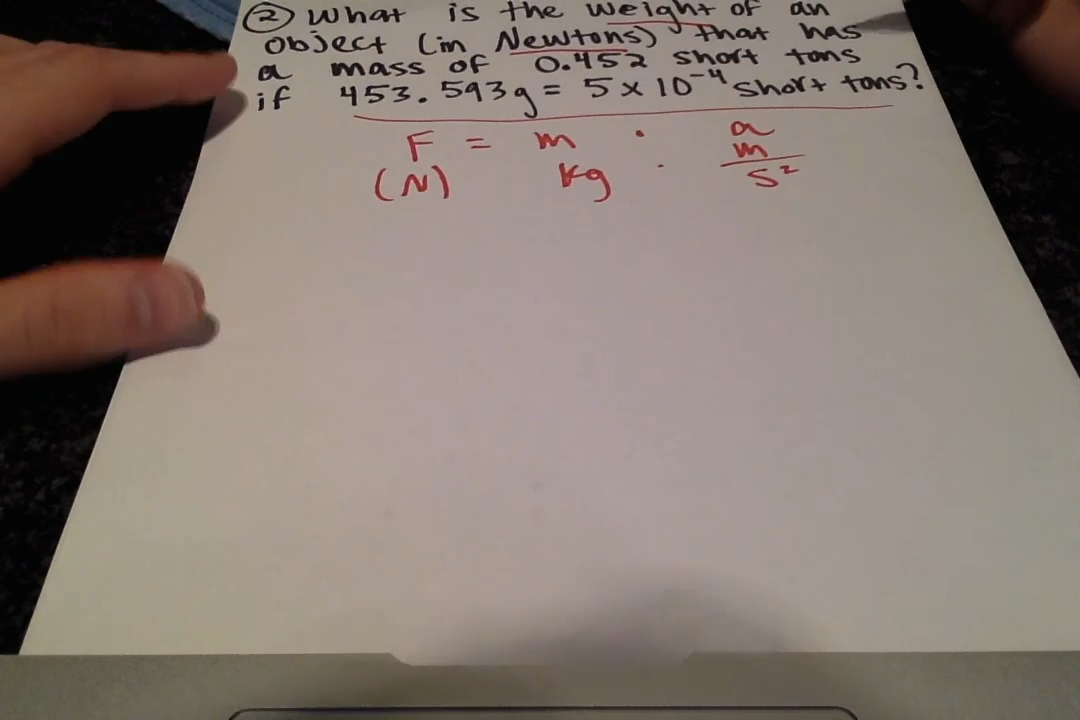 ② What is the weight of an
object (in Newtons) that has
a mass of 0.452 short tons
if 453.593g = 5 x 10⁻⁴ short tons?
F = m · a
(N) kg · m/s²